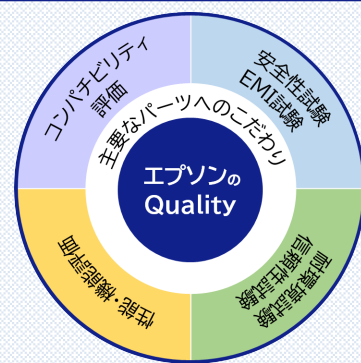 コンパチビリティ
評価
安全性試験
EMI試験
主要なパーツへのこだわり
エプソンの
Quality
性能・機能評価
耐環境試験
信頼性試験